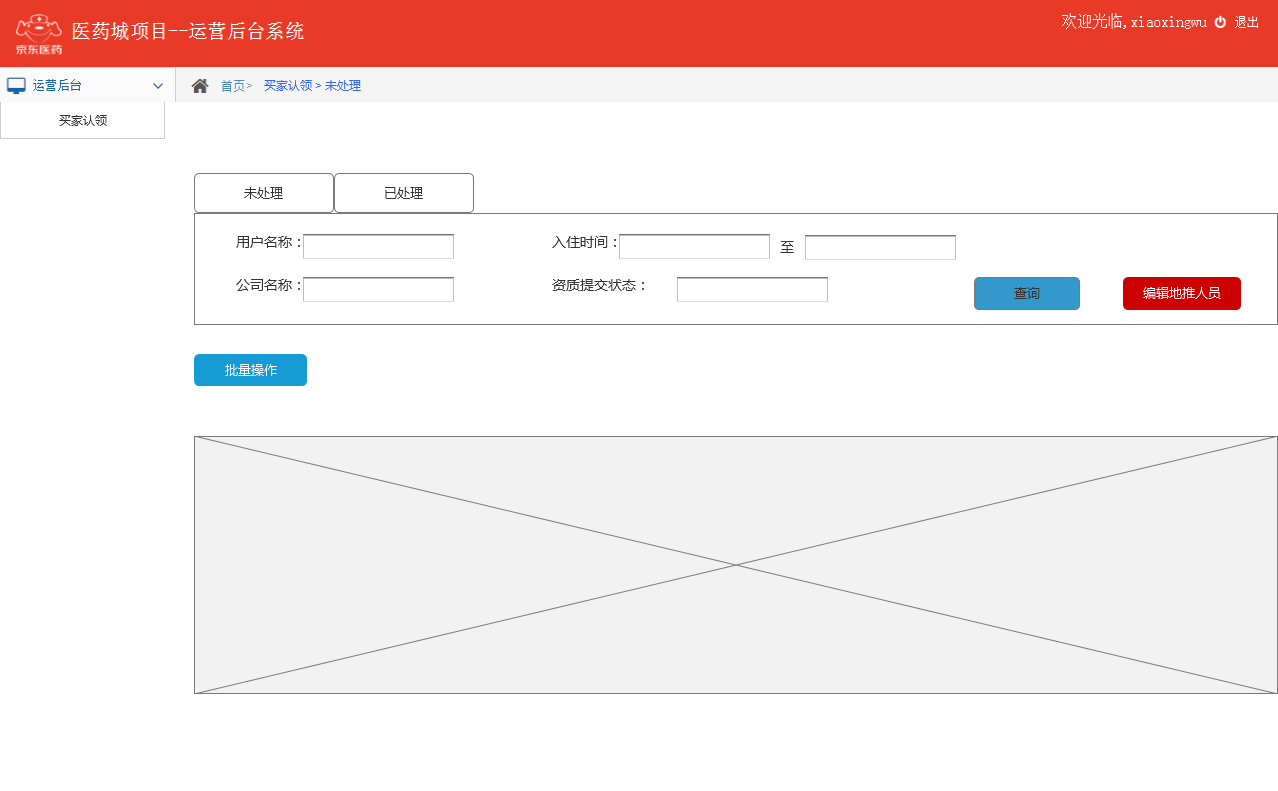 京东医药
医药城项目--运营后台系统
欢迎光临,xiaoxingwu 退出
运营后台
首页> 买家认领 > 未处理
买家认领
未处理 已处理
用户名称： 入住时间： 至
公司名称： 资质提交状态： 查询 编辑地推人员
批量操作